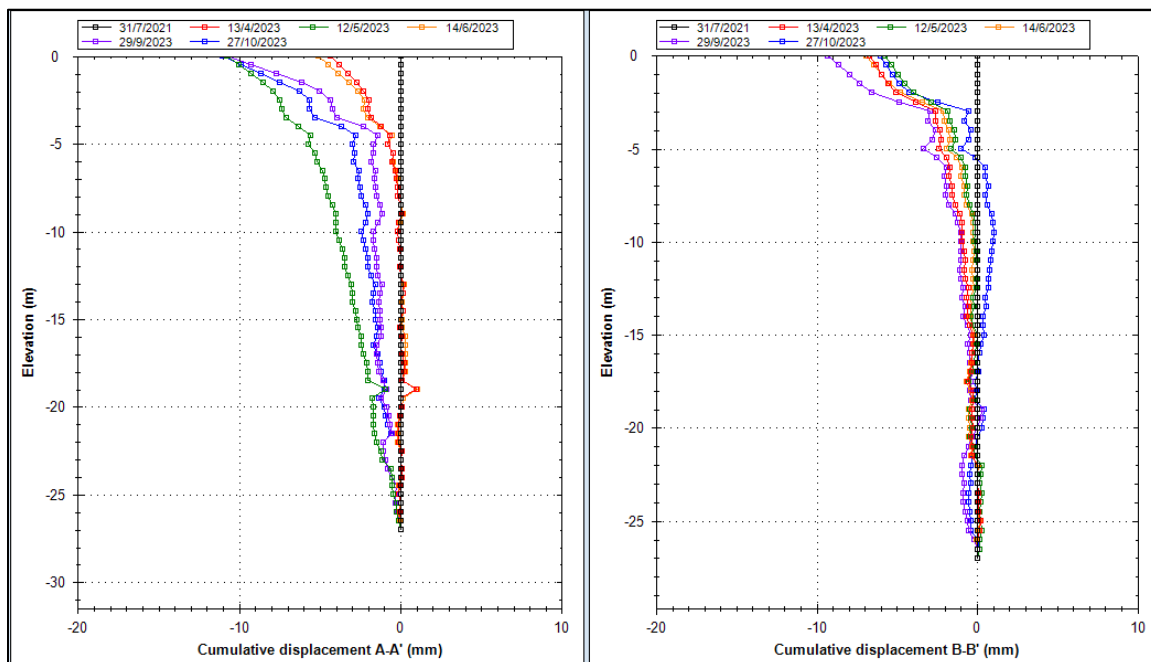 31/7/2021 13/4/2023 12/5/2023 14/6/2023
29/9/2023 27/10/2023
0
-5
-10
-15
-20
-25
-30
Elevation (m)
-20 -10 0 10
Cumulative displacement A-A' (mm)
31/7/2021 13/4/2023 12/5/2023 14/6/2023
29/9/2023 27/10/2023
0
-5
-10
-15
-20
-25
Elevation (m)
-20 -10 0 10
Cumulative displacement B-B' (mm)